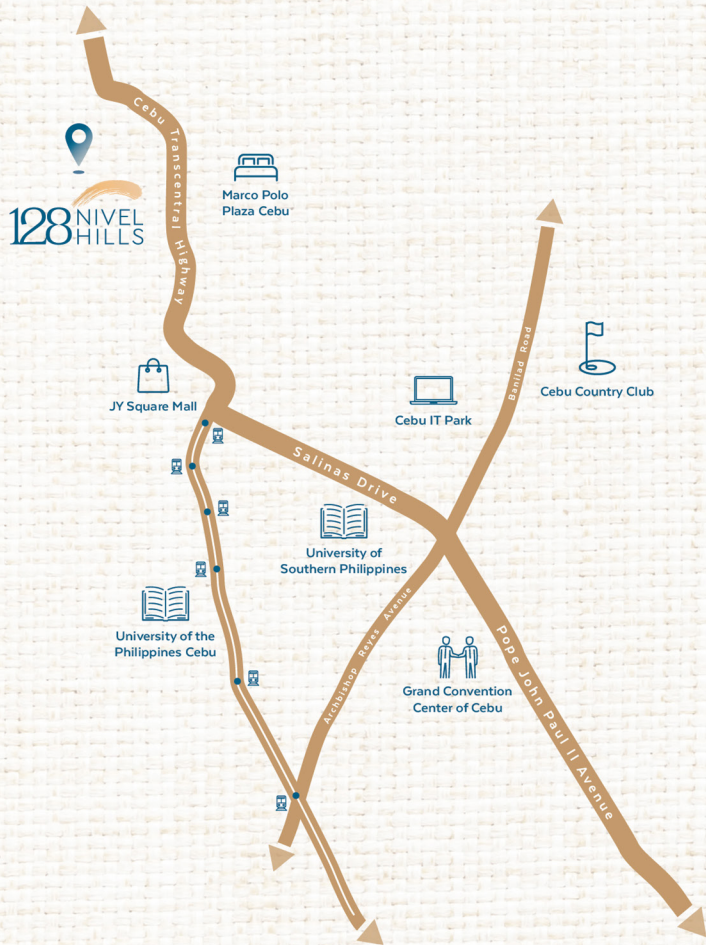 Cebu Transcentral Highway
128 NIVEL HILLS
Marco Polo
Plaza Cebu
Banilad Road
JY Square Mall
Cebu IT Park
Cebu Country Club
Salinas Drive
University of
Southern Philippines
Archbishop Reyes Avenue
University of the
Philippines Cebu
Grand Convention
Center of Cebu
Pope John Paul II Avenue